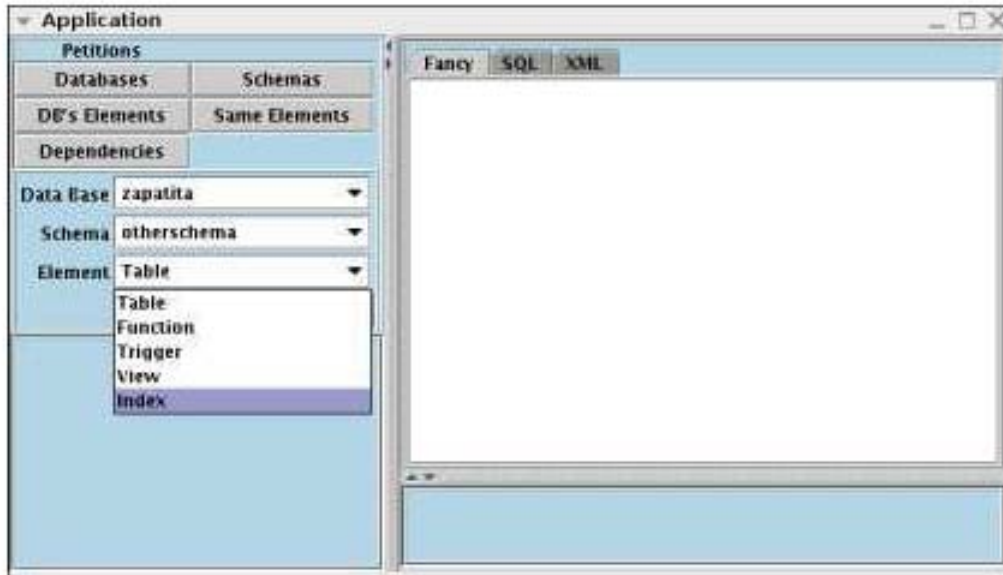 Application
Petitions
Databases
Schemas
DB's Elements
Same Elements
Dependencies
Data Base zapatita
Schema otherschema
Element Table
Table
Function
Trigger
View
Index
Fancy SQL XML